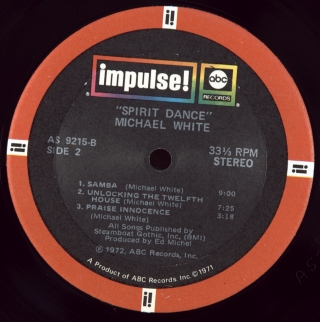 impulse! abc
RECORDS
"SPIRIT DANCE"
MICHAEL WHITE
AS 9215-B 33⅓ RPM
SIDE 2 STEREO
1. SAMBA (Michael White) 9:00
2. UNLOCKING THE TWELFTH
HOUSE (Michael White) 7:25
3. PRAISE INNOCENCE 3:18
(Michael White)
All Songs Published by
Steamboat Gothic, Inc. (BMI)
Produced by Ed Michel
℗ 1972, ABC Records, Inc.
A Product of ABC Records Inc. © 1971